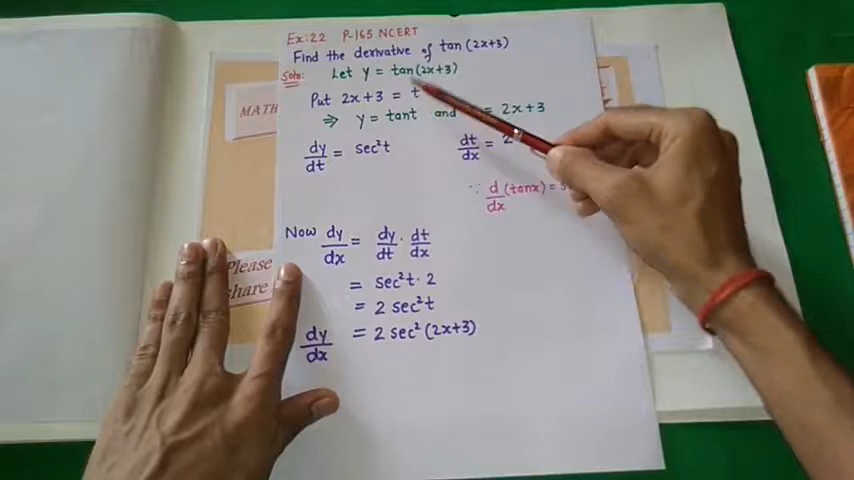 Ex:22 P-165 NCERT
Find the derivative of tan (2x+3)
Soln: Let y = tan(2x+3)
Put 2x+3 = t
⇒ y = tant and = 2x+3
dy/dt = sec²t dt/dx = 2
∵ d/dx (tanx) =
Now dy/dx = dy/dt · dt/dx
= sec²t · 2
= 2 sec²t
dy/dx = 2 sec² (2x+3)
MATH
Please
share